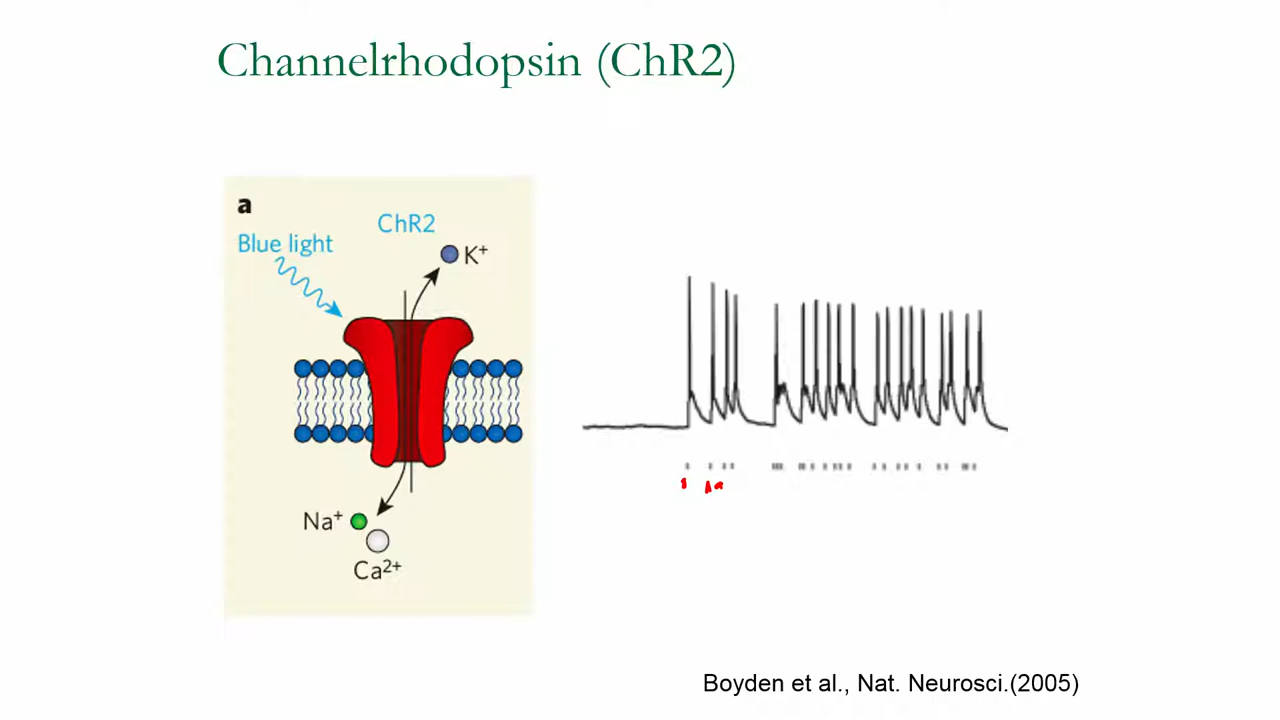 Channelrhodopsin (ChR2)
a
ChR2
Blue light
K⁺
Na⁺
Ca²⁺
Boyden et al., Nat. Neurosci.(2005)